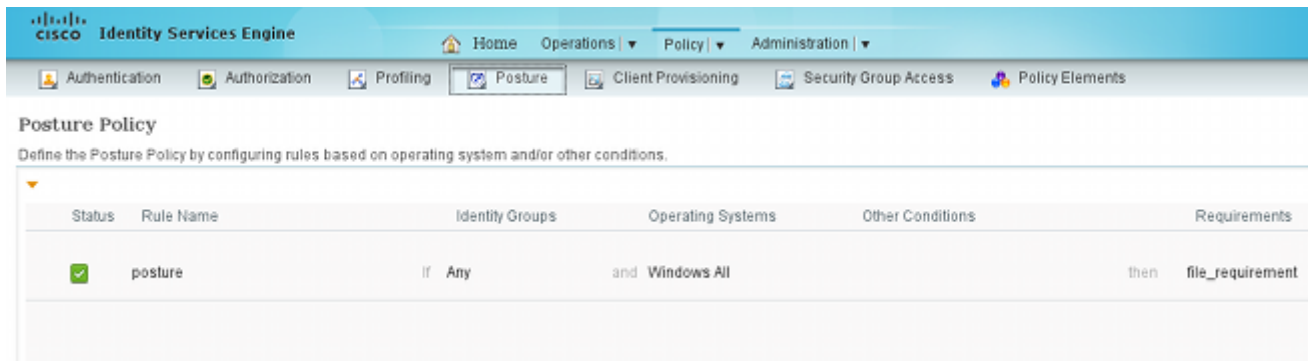 CISCO Identity Services Engine
Home Operations Policy Administration
Authentication Authorization Profiling Posture Client Provisioning Security Group Access Policy Elements
Posture Policy
Define the Posture Policy by configuring rules based on operating system and/or other conditions.
Status Rule Name Identity Groups Operating Systems Other Conditions Requirements
posture If Any and Windows All then file_requirement